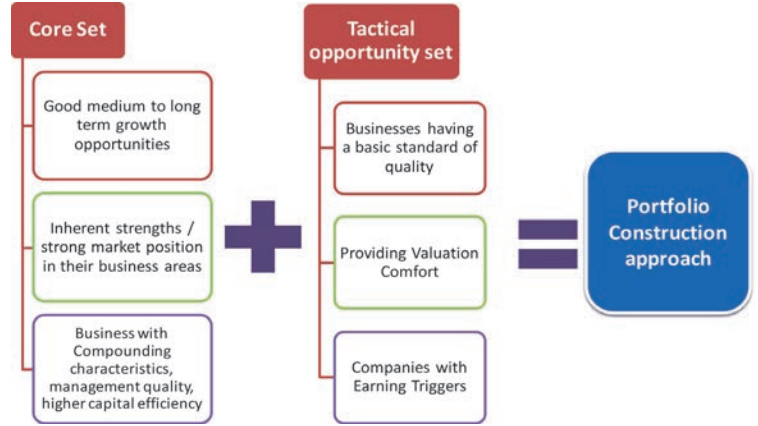 Core Set
Good medium to long
term growth
opportunities
Inherent strengths /
strong market position
in their business areas
Business with
Compounding
characteristics,
management quality,
higher capital efficiency
Tactical
opportunity set
Businesses having
a basic standard of
quality
Providing Valuation
Comfort
Companies with
Earning Triggers
Portfolio
Construction
approach